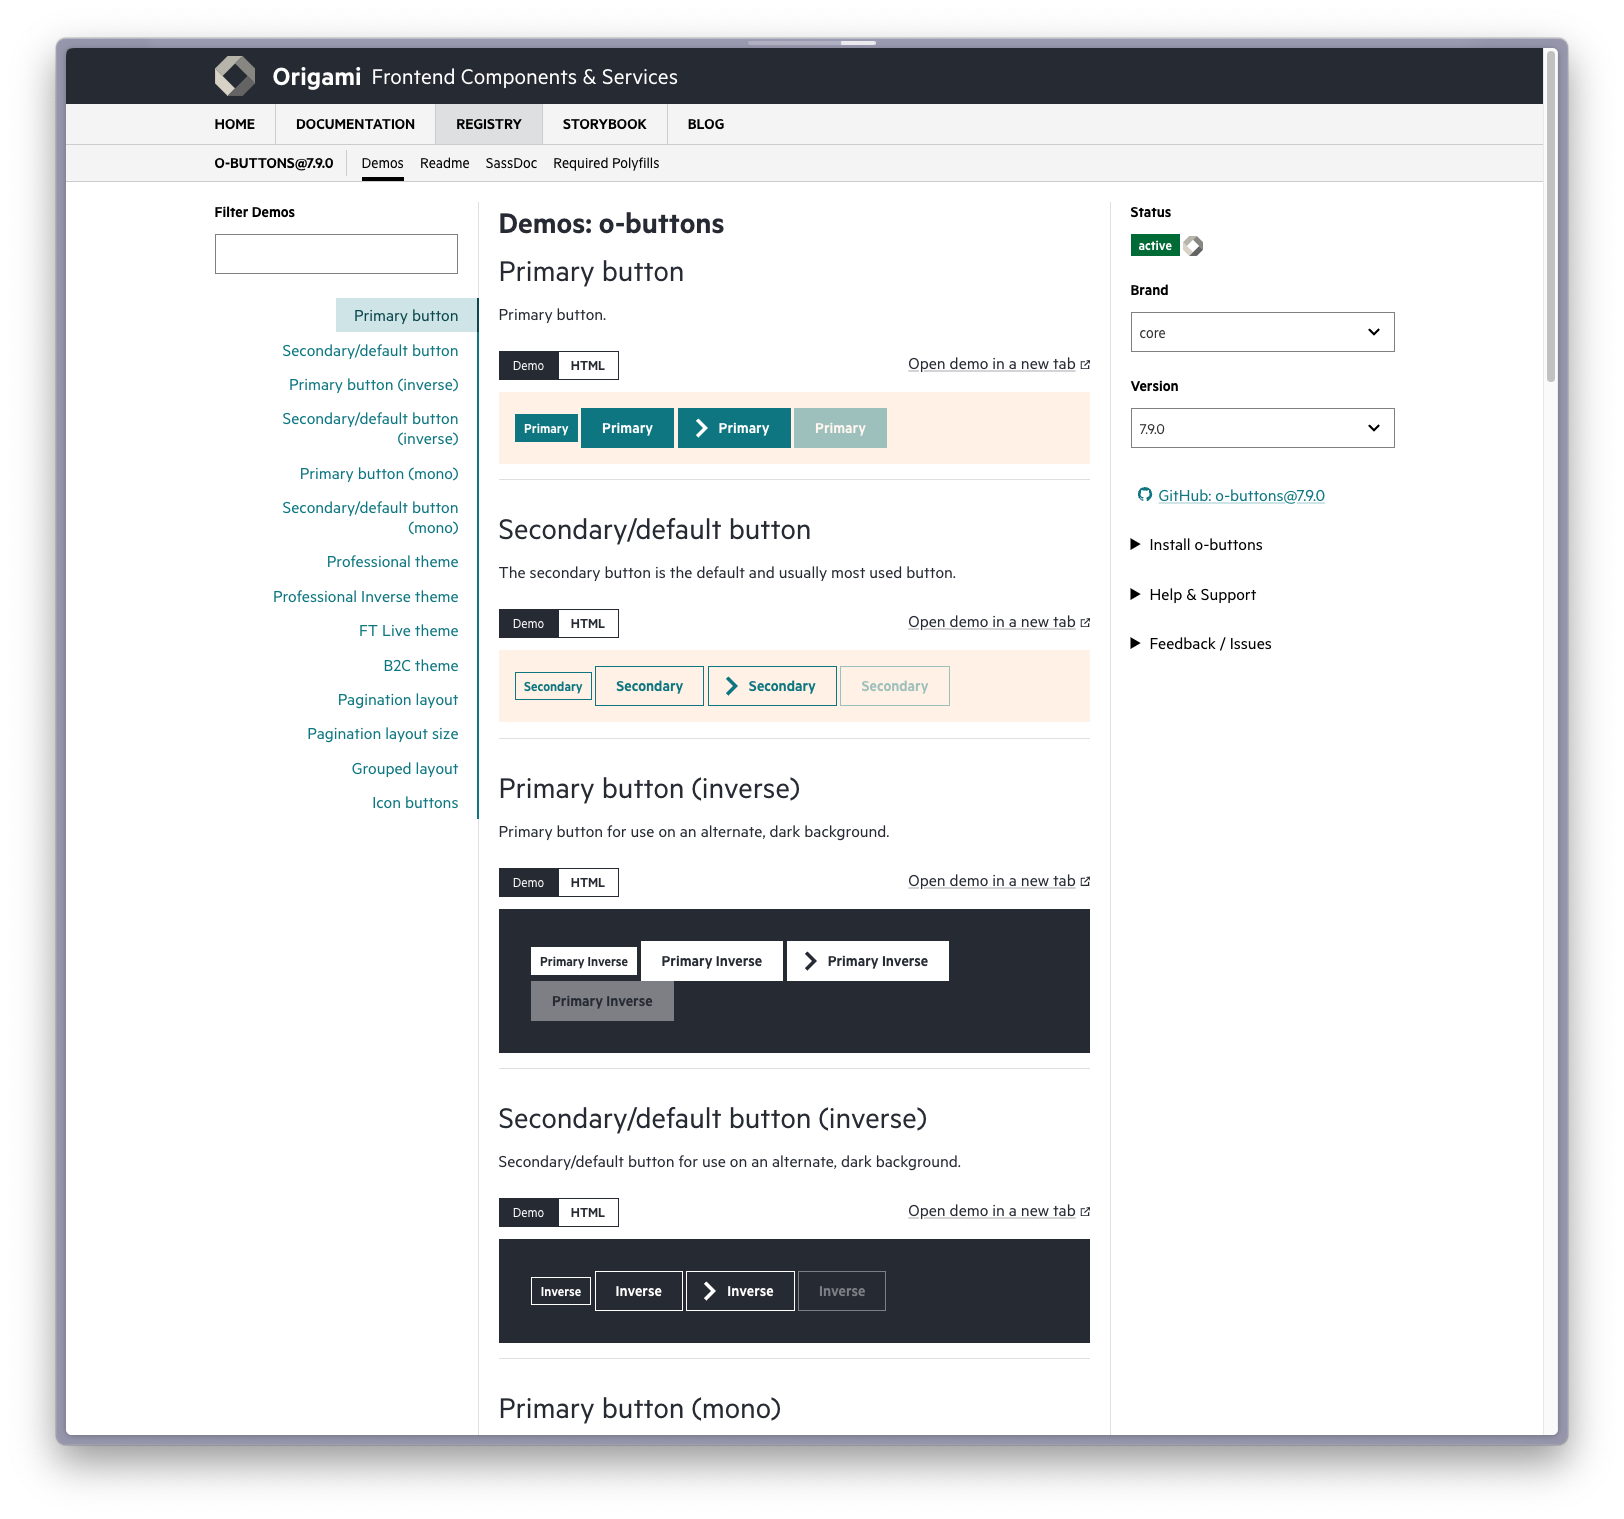 Origami Frontend Components & Services
HOME DOCUMENTATION REGISTRY STORYBOOK BLOG
O-BUTTONS@7.9.0 Demos Readme SassDoc Required Polyfills
Filter Demos
Primary button
Secondary/default button
Primary button (inverse)
Secondary/default button
(inverse)
Primary button (mono)
Secondary/default button
(mono)
Professional theme
Professional Inverse theme
FT Live theme
B2C theme
Pagination layout
Pagination layout size
Grouped layout
Icon buttons
Demos: o-buttons
Primary button
Primary button.
Demo HTML Open demo in a new tab
Primary Primary Primary Primary
Secondary/default button
The secondary button is the default and usually most used button.
Demo HTML Open demo in a new tab
Secondary Secondary Secondary Secondary
Primary button (inverse)
Primary button for use on an alternate, dark background.
Demo HTML Open demo in a new tab
Primary Inverse Primary Inverse Primary Inverse
Primary Inverse
Secondary/default button (inverse)
Secondary/default button for use on an alternate, dark background.
Demo HTML Open demo in a new tab
Inverse Inverse Inverse Inverse
Primary button (mono)
Status
active
Brand
core
Version
7.9.0
GitHub: o-buttons@7.9.0
Install o-buttons
Help & Support
Feedback / Issues